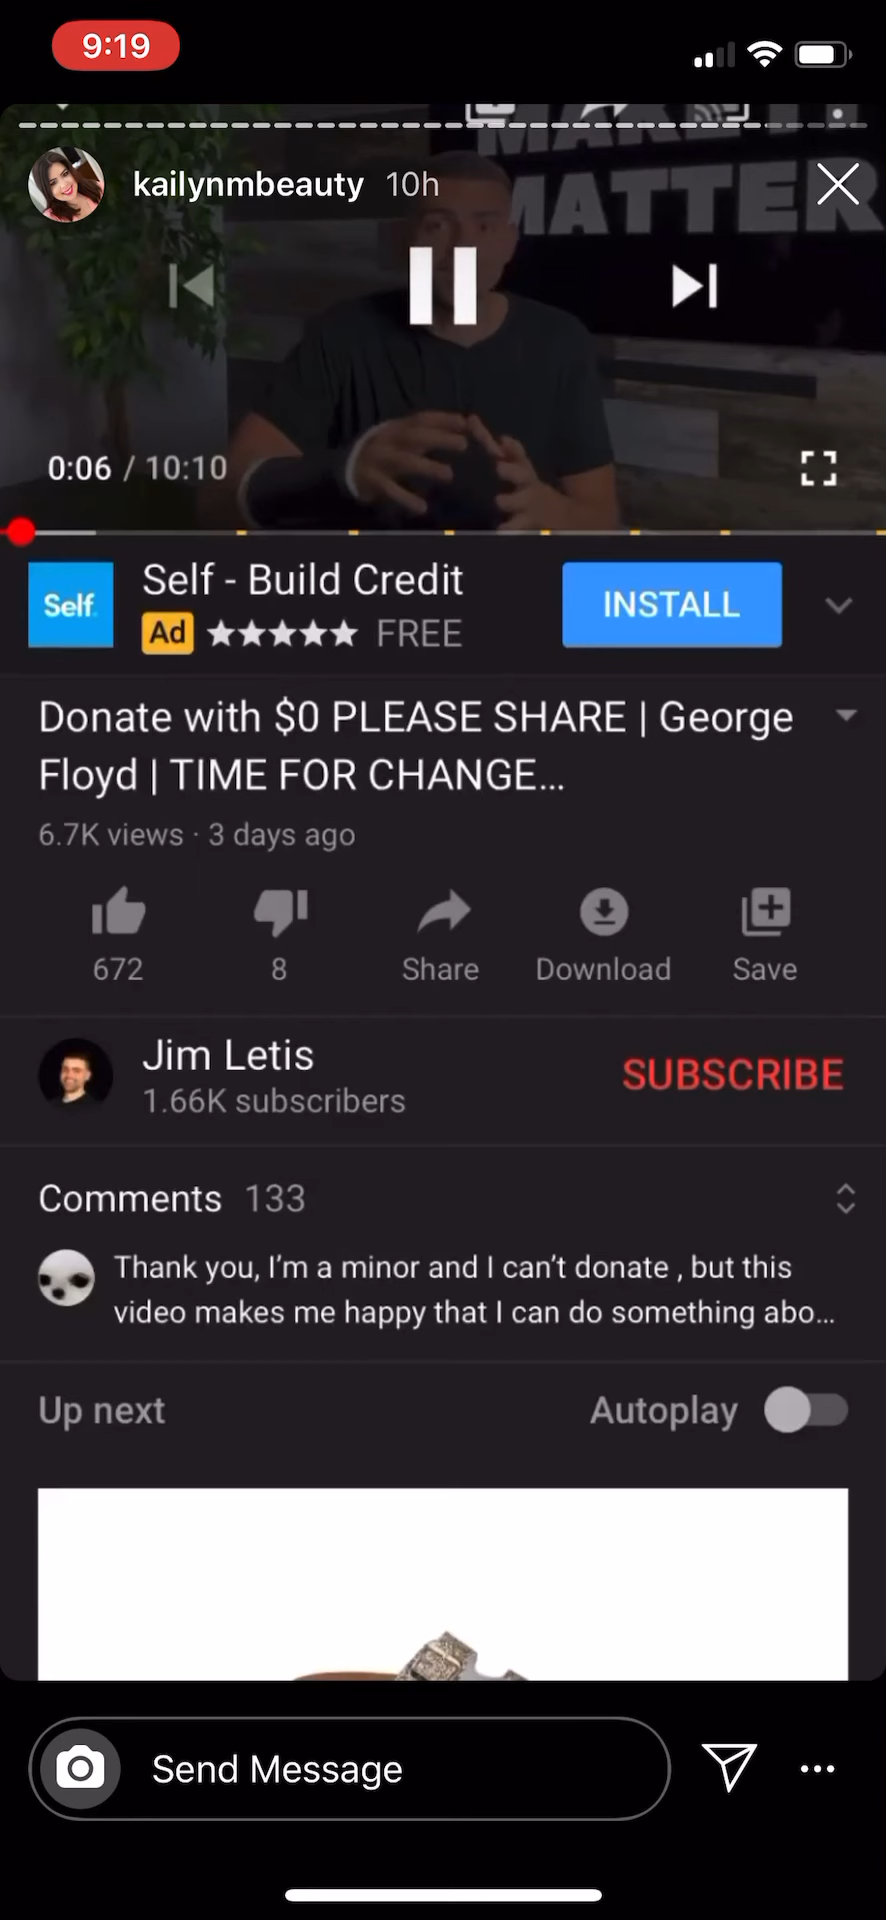 9:19
MAKE
MATTER
kailynmbeauty 10h
0:06 / 10:10
Self.
Self - Build Credit
Ad ★★★★★ FREE
INSTALL
Donate with $0 PLEASE SHARE | George
Floyd | TIME FOR CHANGE...
6.7K views · 3 days ago
672
8
Share
Download
Save
Jim Letis
1.66K subscribers
SUBSCRIBE
Comments 133
Thank you, I'm a minor and I can't donate , but this
video makes me happy that I can do something abo...
Up next
Autoplay
Send Message